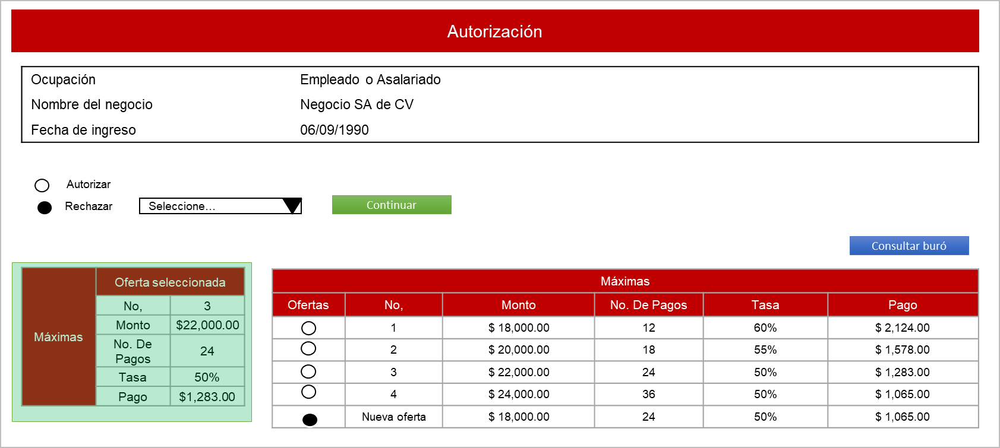 Autorización
Ocupación Empleado o Asalariado
Nombre del negocio Negocio SA de CV
Fecha de ingreso 06/09/1990
Autorizar
Rechazar Seleccione... Continuar
Consultar buró
Máximas
Oferta seleccionada
No, 3
Monto $22,000.00
No. De Pagos 24
Tasa 50%
Pago $1,283.00
Máximas
Ofertas No, Monto No. De Pagos Tasa Pago
1 $ 18,000.00 12 60% $ 2,124.00
2 $ 20,000.00 18 55% $ 1,578.00
3 $ 22,000.00 24 50% $ 1,283.00
4 $ 24,000.00 36 50% $ 1,065.00
Nueva oferta $ 18,000.00 24 50% $ 1,065.00